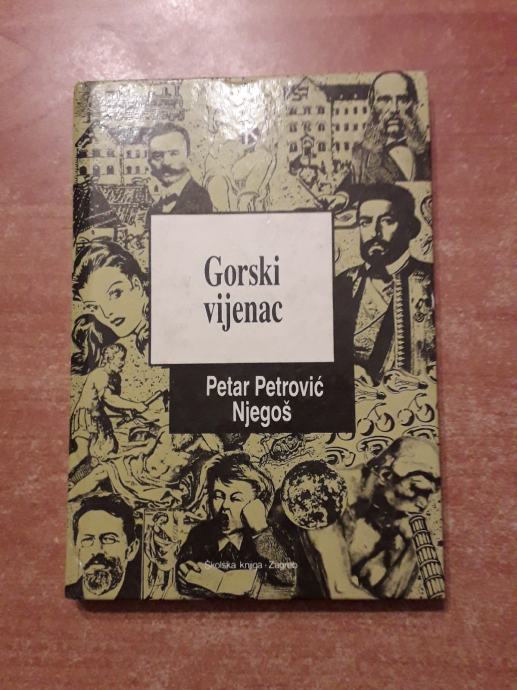 Gorski
vijenac
Petar Petrović
Njegoš
Školska knjiga · Zagreb